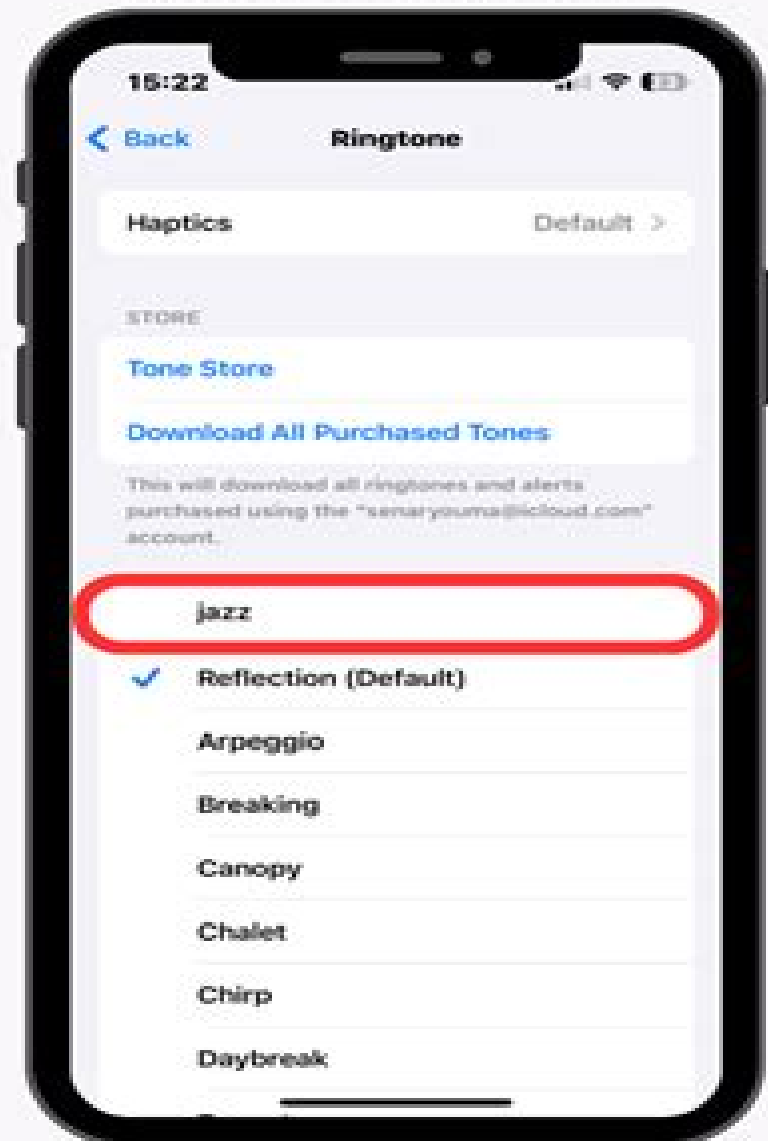 15:22
Back
Ringtone
Haptics
Default
STORE
Tone Store
Download All Purchased Tones
This will download all ringtones and alerts
purchased using the "senaryouma@icloud.com"
account.
jazz
Reflection (Default)
Arpeggio
Breaking
Canopy
Chalet
Chirp
Daybreak